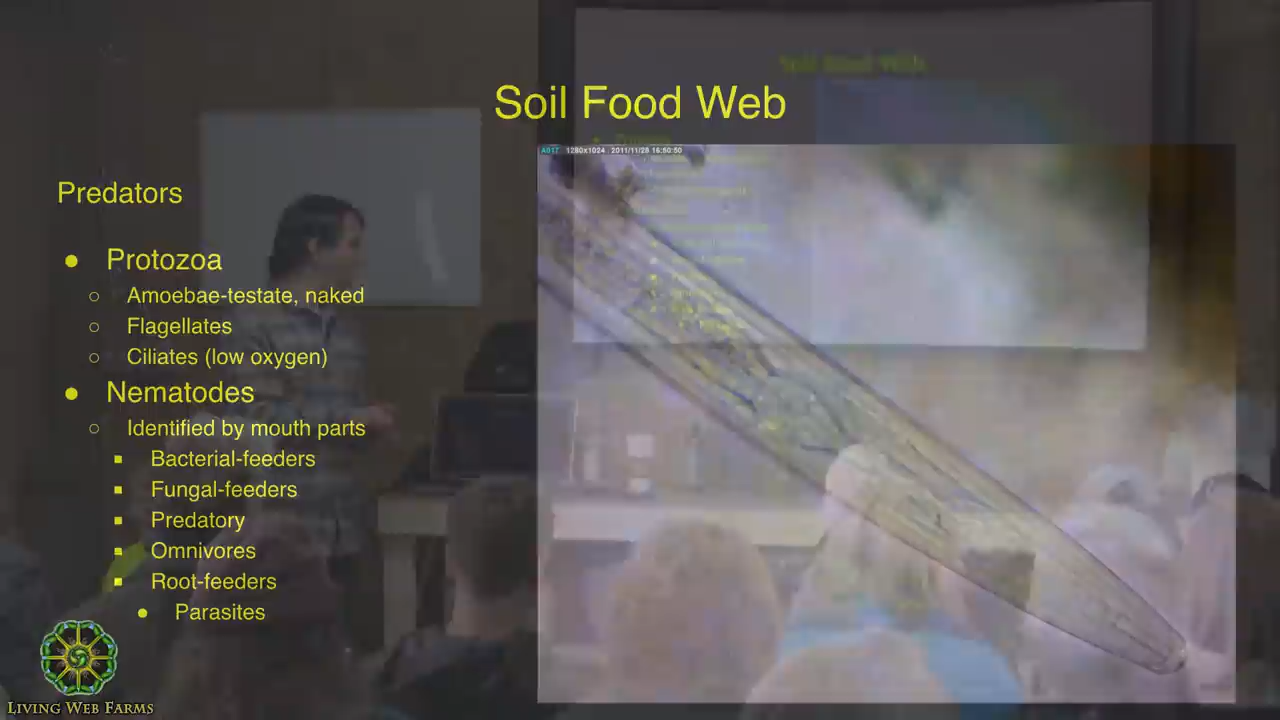 Soil Food Web
A01Z 1280x1024 . 2011/11/28 16:50:50
Predators
● Protozoa
○ Amoebae-testate, naked
○ Flagellates
○ Ciliates (low oxygen)
● Nematodes
○ Identified by mouth parts
■ Bacterial-feeders
■ Fungal-feeders
■ Predatory
■ Omnivores
■ Root-feeders
● Parasites
LIVING WEB FARMS